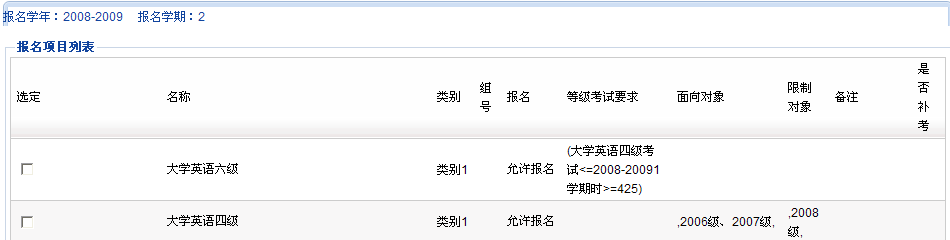 报名学年：2008-2009 报名学期：2
报名项目列表
选定 名称 类别 组号 报名 等级考试要求 面向对象 限制对象 备注 是否补考
大学英语六级 类别1 允许报名 (大学英语四级考试<=2008-20091学期时>=425)
大学英语四级 类别1 允许报名 ,2006级、2007级, ,2008级,